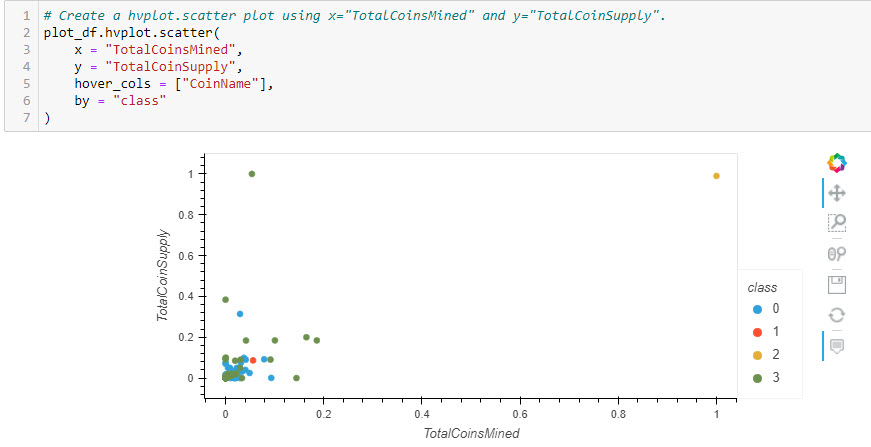 1 # Create a hvplot.scatter plot using x="TotalCoinsMined" and y="TotalCoinSupply".
2 plot_df.hvplot.scatter(
3     x = "TotalCoinsMined",
4     y = "TotalCoinSupply",
5     hover_cols = ["CoinName"],
6     by = "class"
7 )
TotalCoinSupply
1
0.8
0.6
0.4
0.2
0
0 0.2 0.4 0.6 0.8 1
TotalCoinsMined
class
0
1
2
3